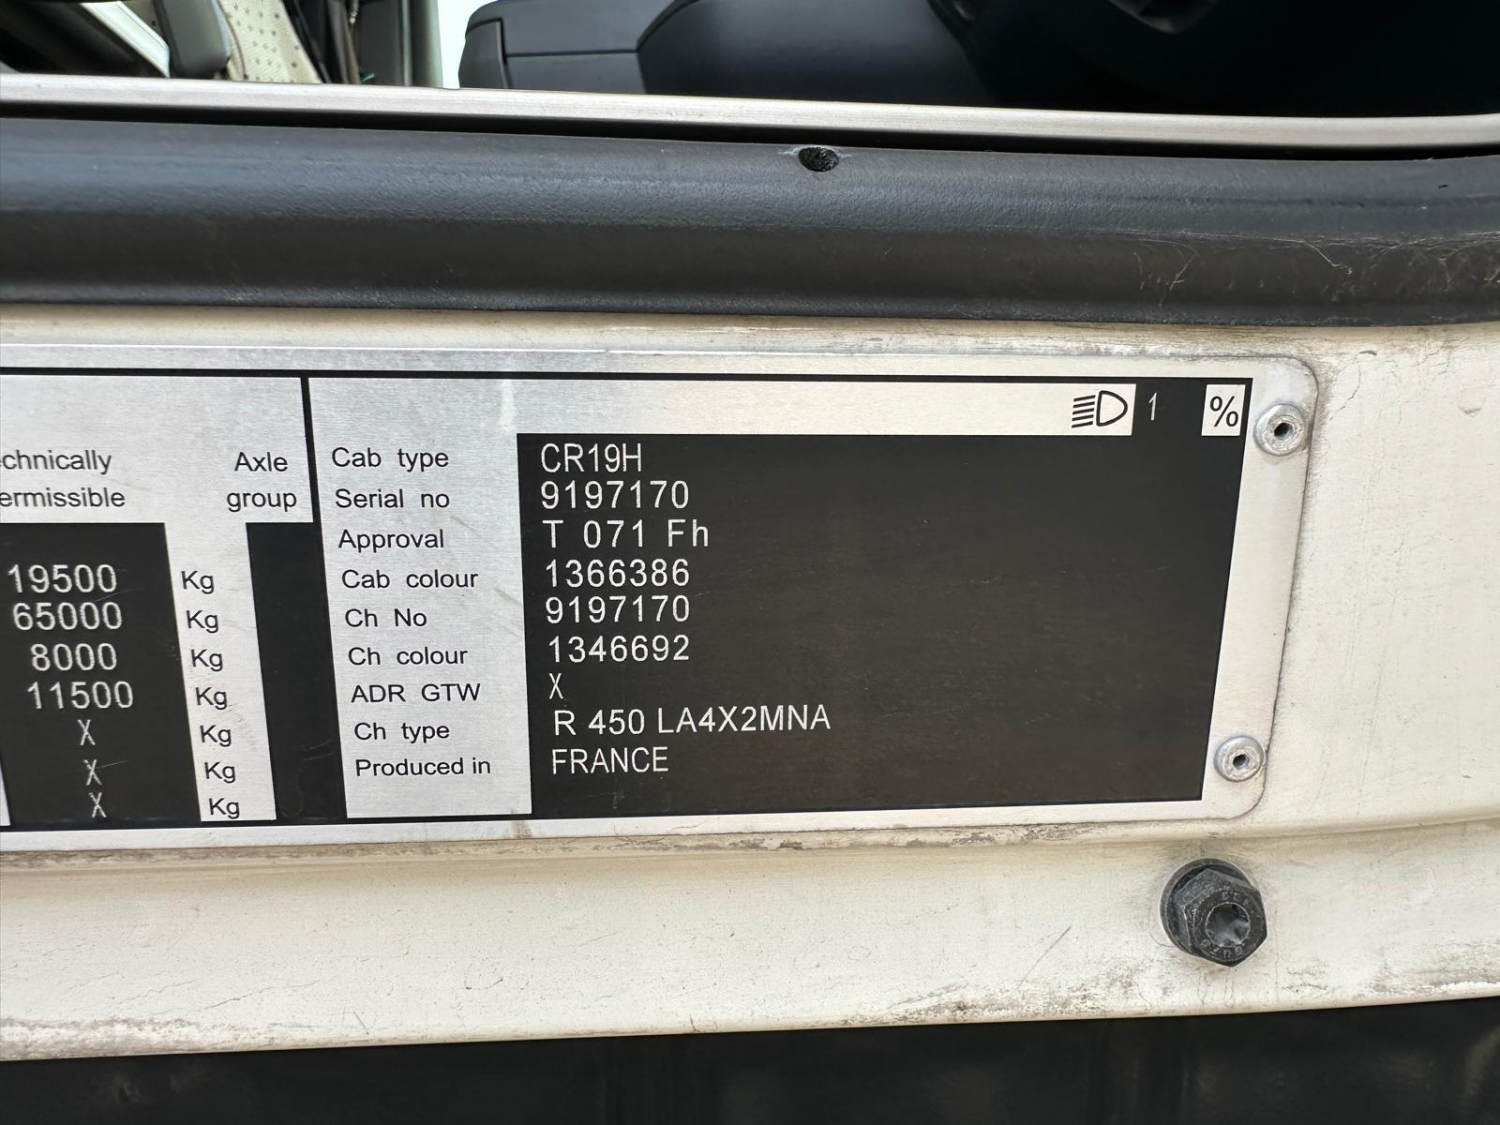 1 %
chnically Axle
ermissible group
19500 Kg
65000 Kg
8000 Kg
11500 Kg
X Kg
X Kg
X Kg
Cab type CR19H
Serial no 9197170
Approval T 071 Fh
Cab colour 1366386
Ch No 9197170
Ch colour 1346692
ADR GTW X
Ch type R 450 LA4X2MNA
Produced in FRANCE